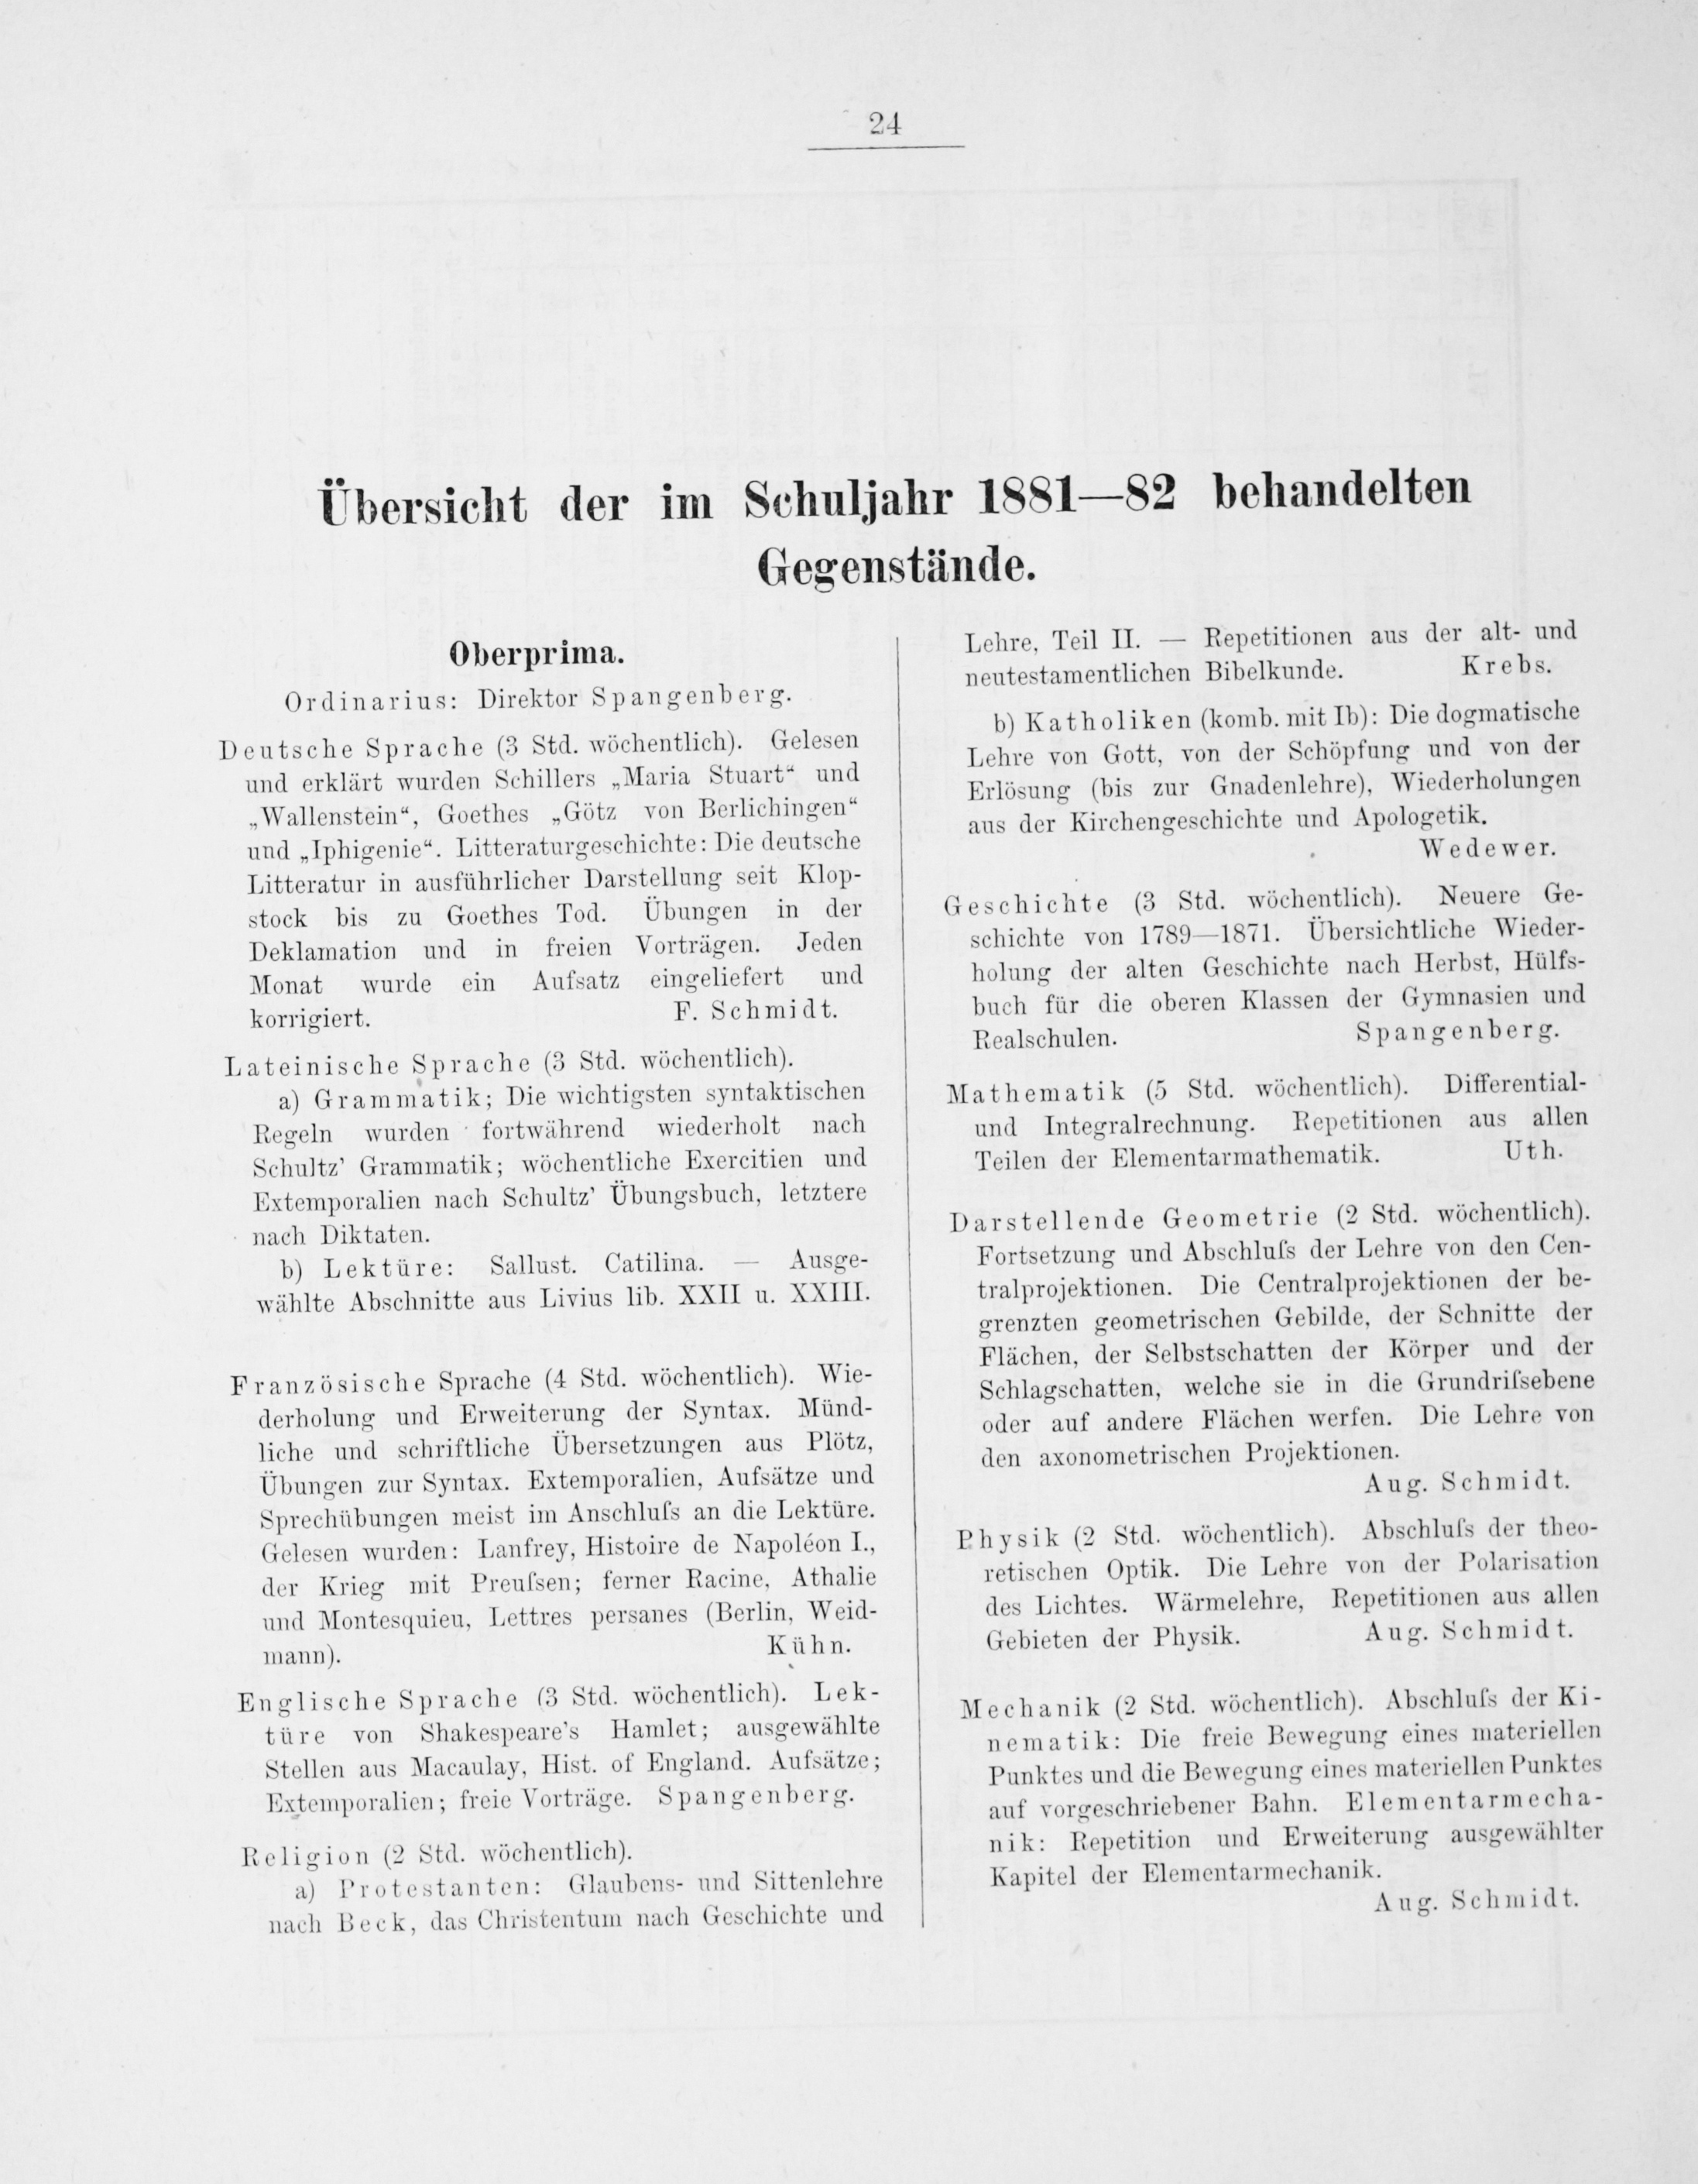 24
Übersicht der im Schuljahr 1881—82 behandelten
Gegenstände.
Oberprima.
Ordinarius: Direktor Spangenberg.
Deutsche Sprache (3 Std. wöchentlich). Gelesen
und erklärt wurden Schillers „Maria Stuart“ und
„Wallenstein“, Goethes „Götz von Berlichingen“
und „Iphigenie“. Litteraturgeschichte: Die deutsche
Litteratur in ausführlicher Darstellung seit Klop-
stock bis zu Goethes Tod. Übungen in der
Deklamation und in freien Vorträgen. Jeden
Monat wurde ein Aufsatz eingeliefert und
korrigiert. F. Schmidt.
Lateinische Sprache (3 Std. wöchentlich).
a) Grammatik; Die wichtigsten syntaktischen
Regeln wurden fortwährend wiederholt nach
Schultz’ Grammatik; wöchentliche Exercitien und
Extemporalien nach Schultz’ Übungsbuch, letztere
nach Diktaten.
b) Lektüre: Sallust. Catilina. — Ausge-
wählte Abschnitte aus Livius lib. XXII u. XXIII.
Französische Sprache (4 Std. wöchentlich). Wie-
derholung und Erweiterung der Syntax. Münd-
liche und schriftliche Übersetzungen aus Plötz,
Übungen zur Syntax. Extemporalien, Aufsätze und
Sprechübungen meist im Anschluſs an die Lektüre.
Gelesen wurden: Lanfrey, Histoire de Napoléon I.,
der Krieg mit Preuſsen; ferner Racine, Athalie
und Montesquieu, Lettres persanes (Berlin, Weid-
mann). Kühn.
Englische Sprache (3 Std. wöchentlich). Lek-
türe von Shakespeare’s Hamlet; ausgewählte
Stellen aus Macaulay, Hist. of England. Aufsätze;
Extemporalien; freie Vorträge. Spangenberg.
Religion (2 Std. wöchentlich).
a) Protestanten: Glaubens- und Sittenlehre
nach Beck, das Christentum nach Geschichte und
Lehre, Teil II. — Repetitionen aus der alt- und
neutestamentlichen Bibelkunde. Krebs.
b) Katholiken (komb. mit Ib): Die dogmatische
Lehre von Gott, von der Schöpfung und von der
Erlösung (bis zur Gnadenlehre), Wiederholungen
aus der Kirchengeschichte und Apologetik.
Wedewer.
Geschichte (3 Std. wöchentlich). Neuere Ge-
schichte von 1789—1871. Übersichtliche Wieder-
holung der alten Geschichte nach Herbst, Hülfs-
buch für die oberen Klassen der Gymnasien und
Realschulen. Spangenberg.
Mathematik (5 Std. wöchentlich). Differential-
und Integralrechnung. Repetitionen aus allen
Teilen der Elementarmathematik. Uth.
Darstellende Geometrie (2 Std. wöchentlich).
Fortsetzung und Abschluſs der Lehre von den Cen-
tralprojektionen. Die Centralprojektionen der be-
grenzten geometrischen Gebilde, der Schnitte der
Flächen, der Selbstschatten der Körper und der
Schlagschatten, welche sie in die Grundriſsebene
oder auf andere Flächen werfen. Die Lehre von
den axonometrischen Projektionen.
Aug. Schmidt.
Physik (2 Std. wöchentlich). Abschluſs der theo-
retischen Optik. Die Lehre von der Polarisation
des Lichtes. Wärmelehre, Repetitionen aus allen
Gebieten der Physik. Aug. Schmidt.
Mechanik (2 Std. wöchentlich). Abschluſs der Ki-
nematik: Die freie Bewegung eines materiellen
Punktes und die Bewegung eines materiellen Punktes
auf vorgeschriebener Bahn. Elementarmecha-
nik: Repetition und Erweiterung ausgewählter
Kapitel der Elementarmechanik.
Aug. Schmidt.